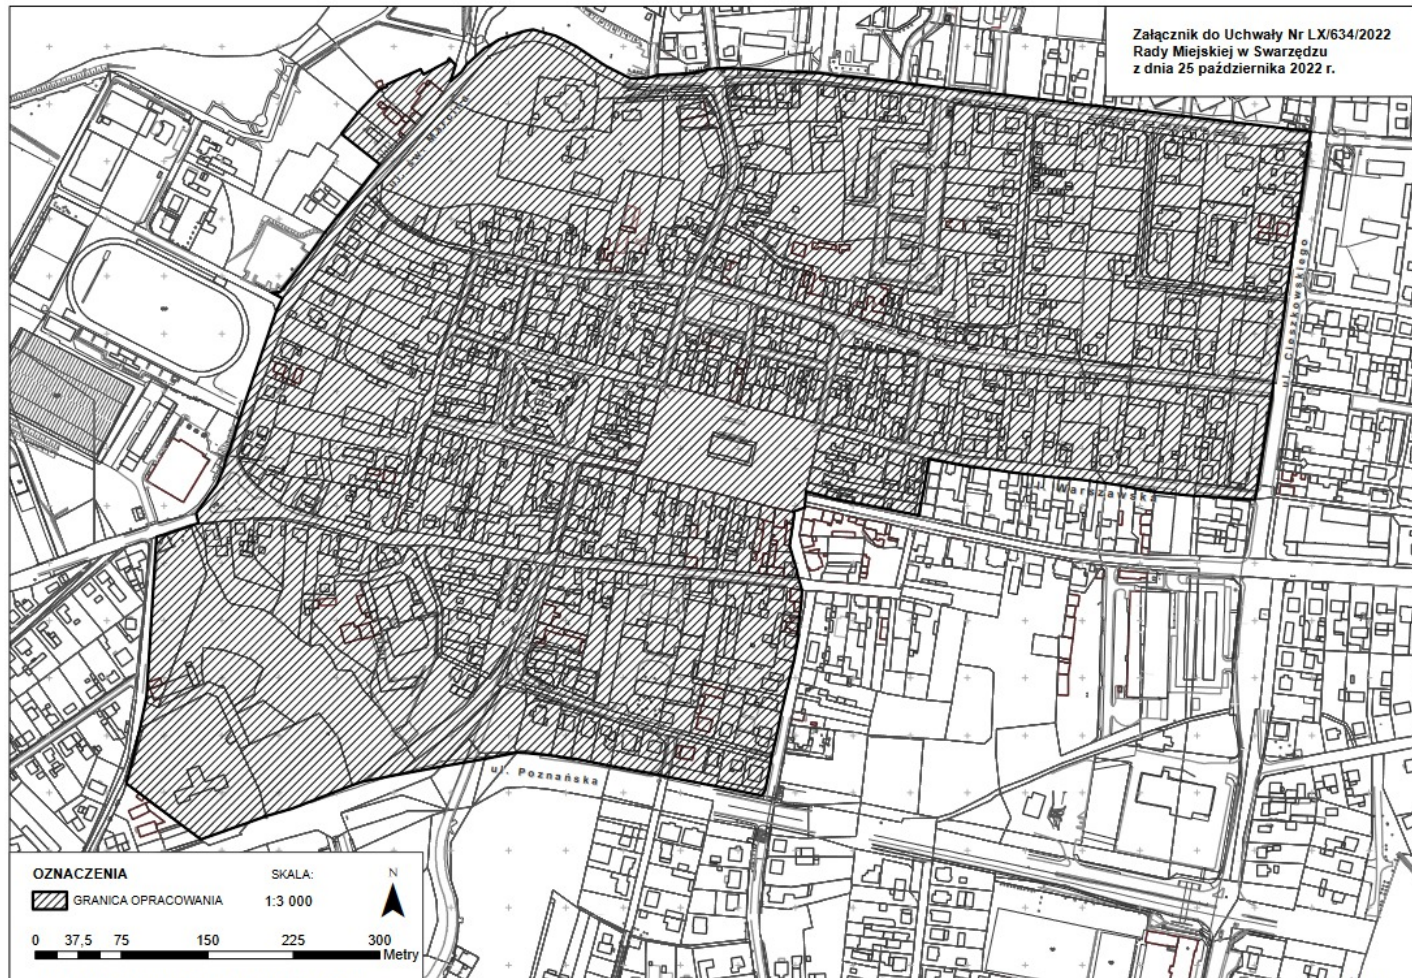 Załącznik do Uchwały Nr LX/634/2022
Rady Miejskiej w Swarzędzu
z dnia 25 października 2022 r.
ul. Cieszkowskiego
Warszawska
ul. Poznańska
OZNACZENIA
SKALA:
N
GRANICA OPRACOWANIA
1:3 000
0 37,5 75 150 225 300
Metry